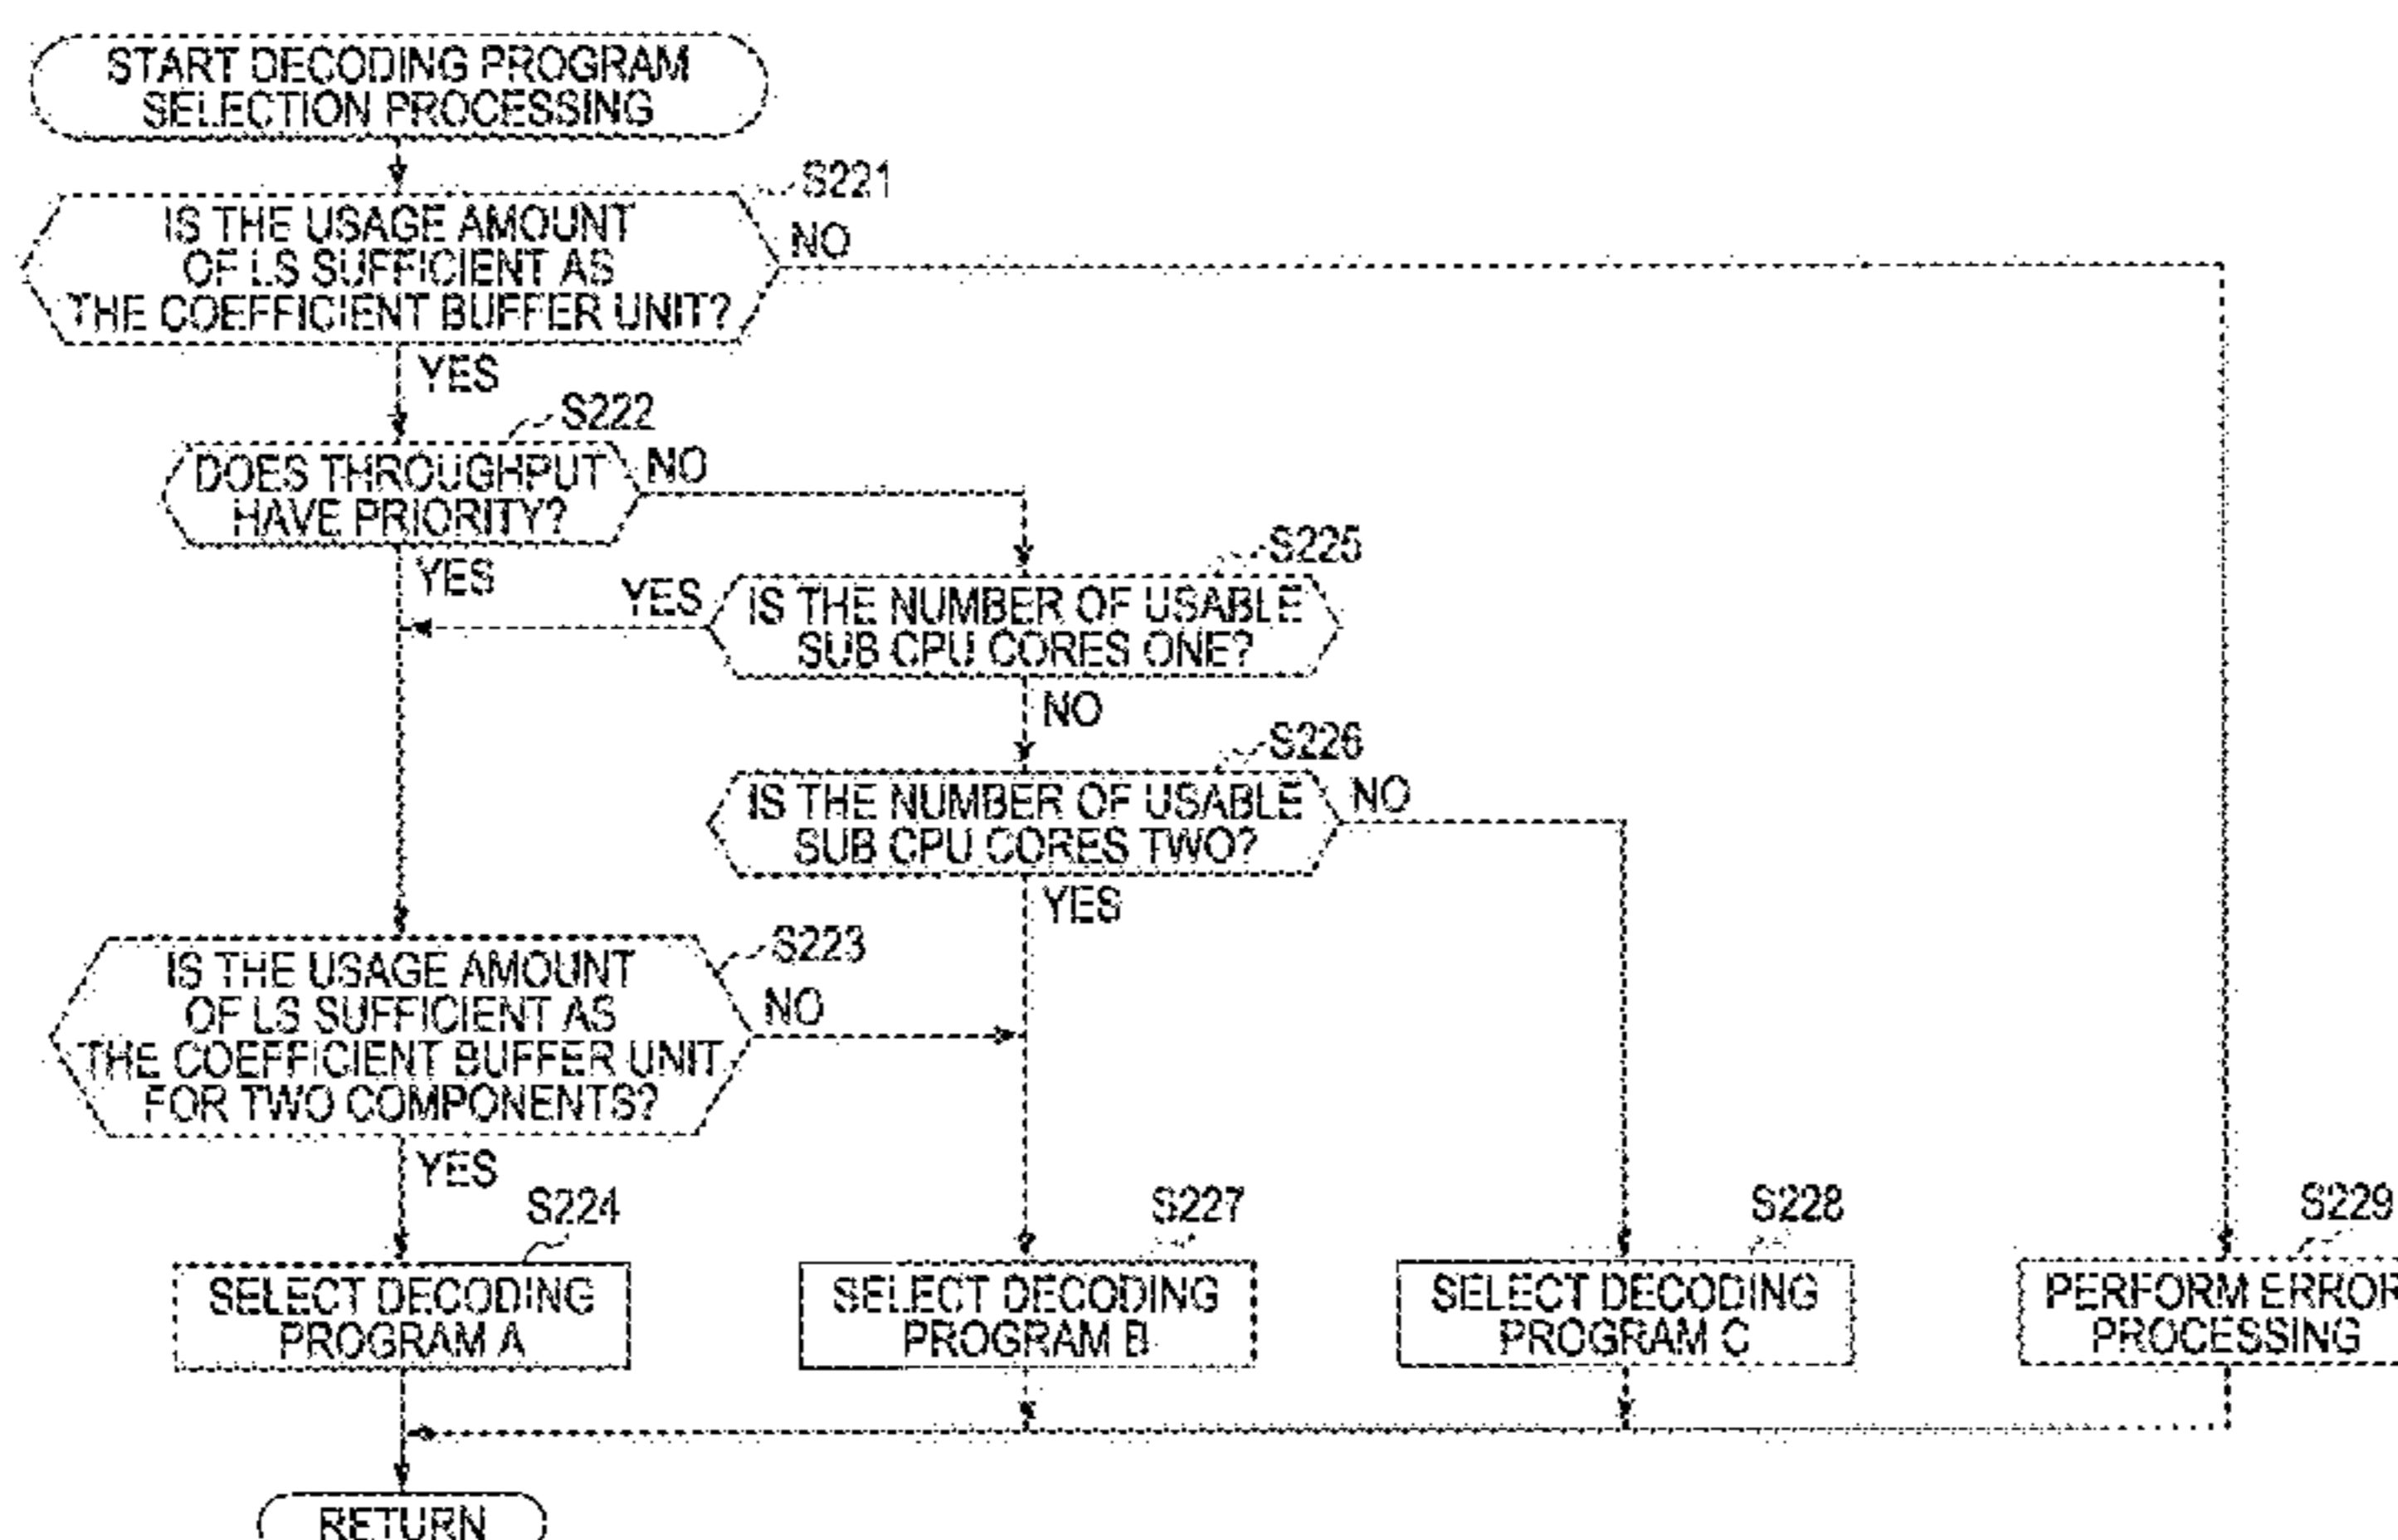 START DECODING PROGRAM
SELECTION PROCESSING
S221
IS THE USAGE AMOUNT
OF LS SUFFICIENT AS
THE COEFFICIENT BUFFER UNIT?
NO
YES
S222
DOES THROUGHPUT
HAVE PRIORITY?
NO
YES
S225
IS THE NUMBER OF USABLE
SUB CPU CORES ONE?
YES
NO
S226
IS THE NUMBER OF USABLE
SUB CPU CORES TWO?
NO
YES
S223
IS THE USAGE AMOUNT
OF LS SUFFICIENT AS
THE COEFFICIENT BUFFER UNIT
FOR TWO COMPONENTS?
NO
YES
S224
SELECT DECODING
PROGRAM A
S227
SELECT DECODING
PROGRAM B
S228
SELECT DECODING
PROGRAM C
S229
PERFORM ERROR
PROCESSING
RETURN